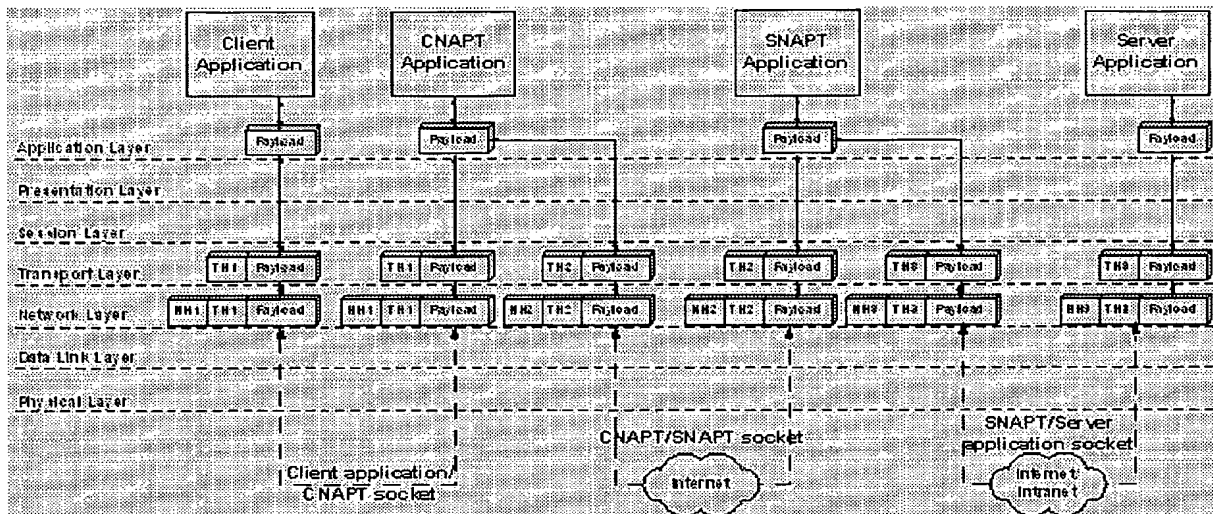 Client
Application
CNAPT
Application
SNAPT
Application
Server
Application
Payload
Payload
Payload
Payload
Application Layer
Presentation Layer
Session Layer
Transport Layer
TH1 Payload
TH1 Payload
TH2 Payload
TH2 Payload
TH3 Payload
TH3 Payload
Network Layer
NH1 TH1 Payload
NH1 TH1 Payload
NH2 TH2 Payload
NH2 TH2 Payload
NH3 TH3 Payload
NH3 TH3 Payload
Data Link Layer
Physical Layer
Client application/
CNAPT socket
CNAPT/SNAPT socket
Internet
SNAPT/Server
application socket
Internet
Intranet